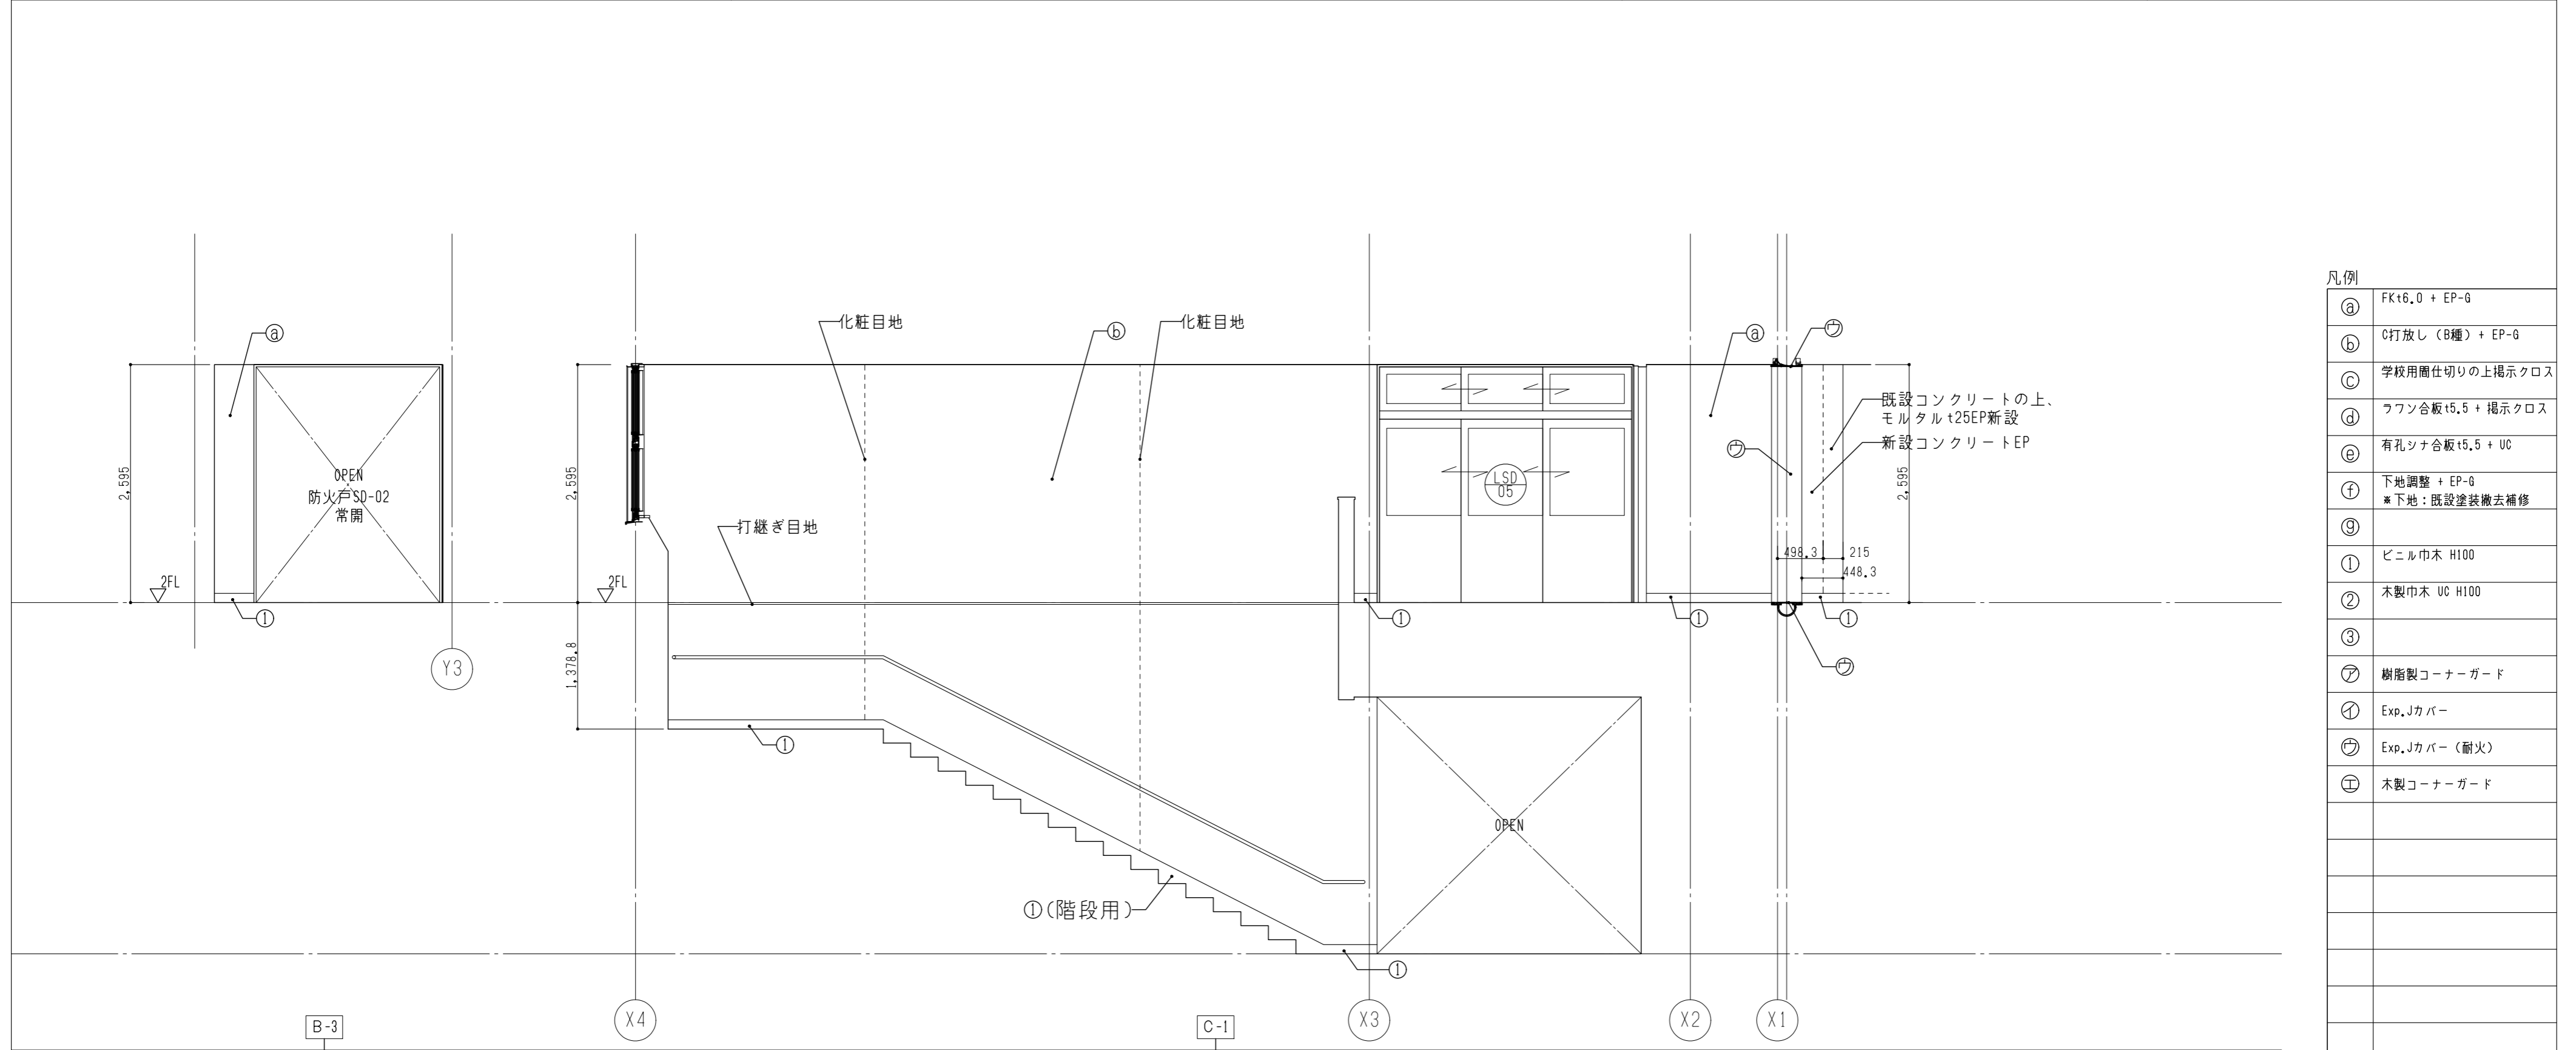 2,595
ⓐ
OPEN
防火戸SD-02
常開
2FL
①
Y3
B-3
2,595
1,378.8
2FL
化粧目地
ⓑ
化粧目地
打継ぎ目地
①
①(階段用)
①
①
LSD
05
OPEN
ⓐ
㋒
㋒
既設コンクリートの上、
モルタルt25EP新設
新設コンクリートEP
2,595
498.3
215
448.3
①
①
㋒
X4
X3
X2
X1
C-1
凡例
ⓐ FKt6.0 + EP-G
ⓑ C打放し（B種）+ EP-G
ⓒ 学校用間仕切りの上掲示クロス
ⓓ ラワン合板t5.5 + 掲示クロス
ⓔ 有孔シナ合板t5.5 + UC
ⓕ 下地調整 + EP-G
※下地：既設塗装撤去補修
ⓖ
① ビニル巾木 H100
② 木製巾木 UC H100
③
㋐ 樹脂製コーナーガード
㋑ Exp.Jカバー
㋒ Exp.Jカバー（耐火）
㋓ 木製コーナーガード